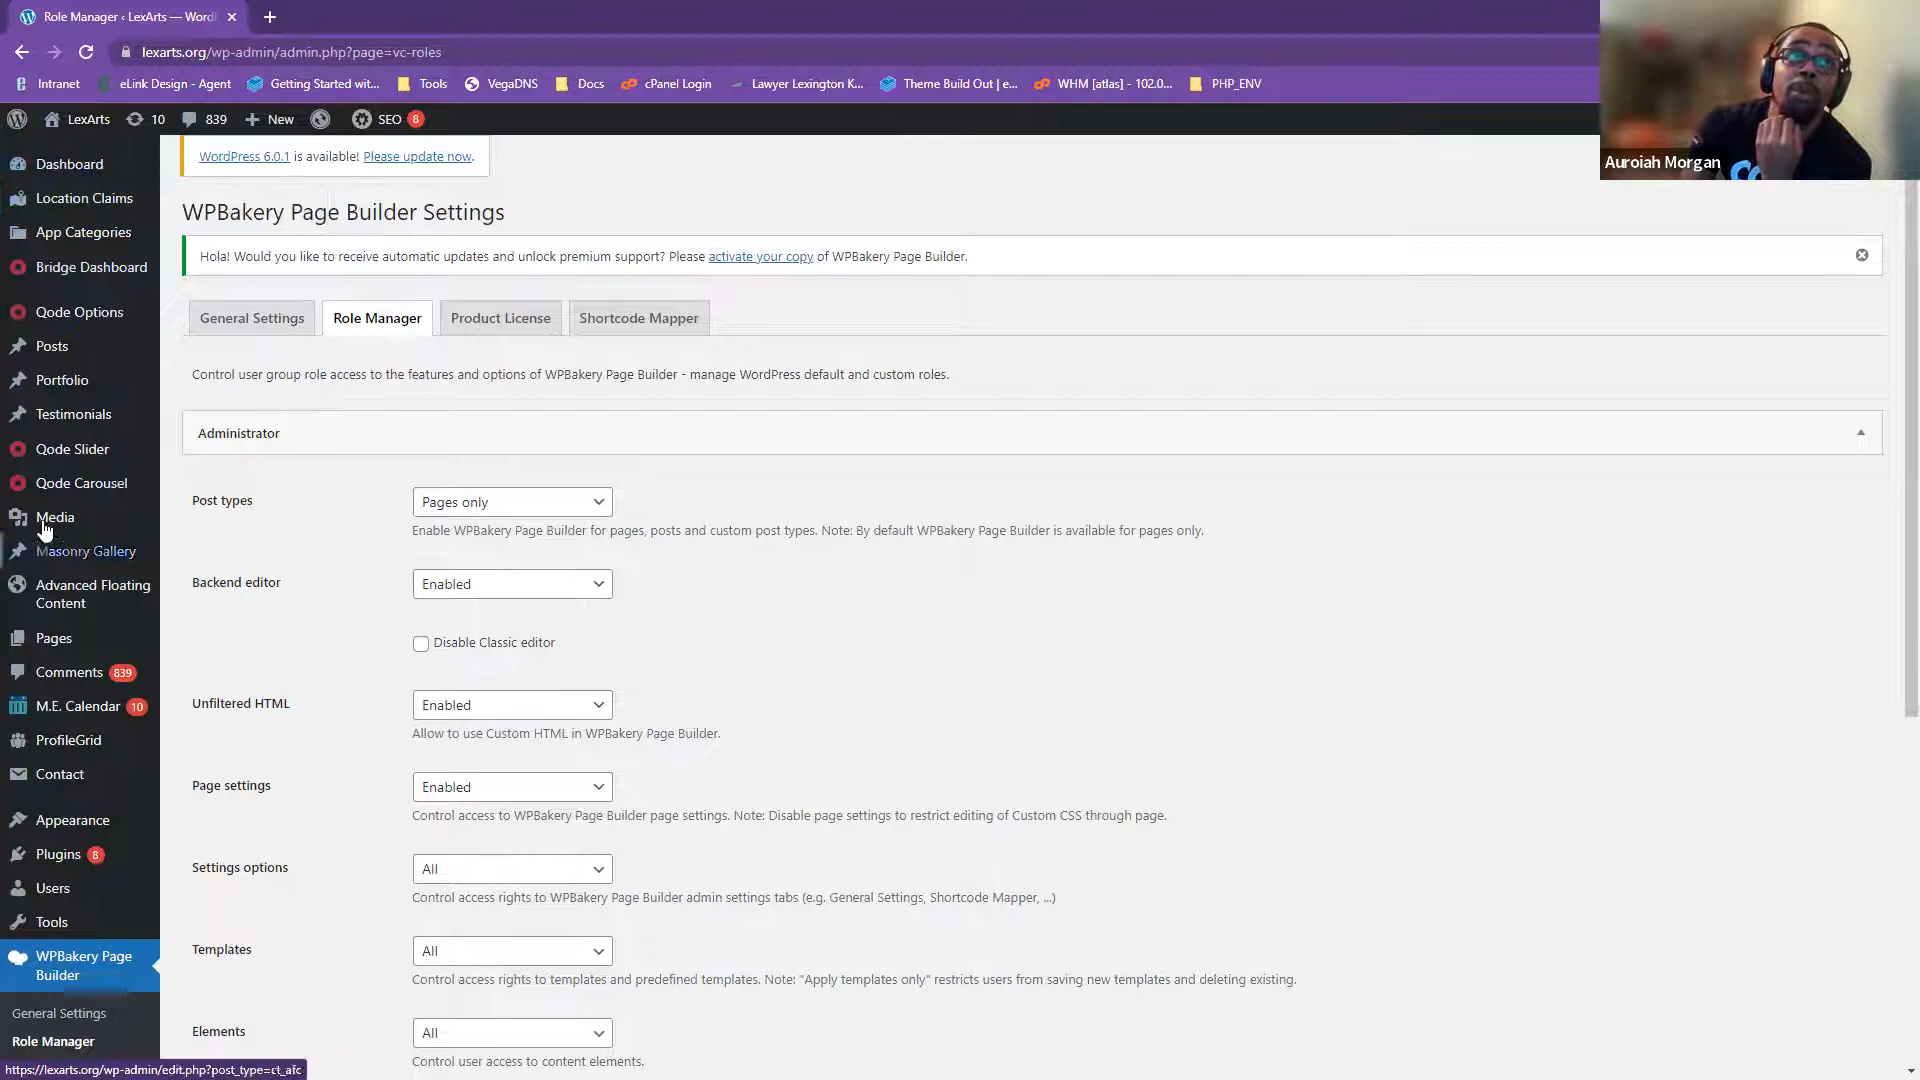 Role Manager ‹ LexArts — Word
lexarts.org/wp-admin/admin.php?page=vc-roles
Intranet
eLink Design - Agent
Getting Started wit...
Tools
VegaDNS
Docs
cPanel Login
Lawyer Lexington K...
Theme Build Out | e...
WHM [atlas] - 102.0...
PHP_ENV
LexArts
10
839
New
SEO 8
Auroiah Morgan
Dashboard
Location Claims
App Categories
Bridge Dashboard
Qode Options
Posts
Portfolio
Testimonials
Qode Slider
Qode Carousel
Media
Masonry Gallery
Advanced Floating
Content
Pages
Comments 839
M.E. Calendar 10
ProfileGrid
Contact
Appearance
Plugins 8
Users
Tools
WPBakery Page
Builder
General Settings
Role Manager
https://lexarts.org/wp-admin/edit.php?post_type=ct_afc
WordPress 6.0.1 is available! Please update now.
WPBakery Page Builder Settings
Hola! Would you like to receive automatic updates and unlock premium support? Please activate your copy of WPBakery Page Builder.
General Settings
Role Manager
Product License
Shortcode Mapper
Control user group role access to the features and options of WPBakery Page Builder - manage WordPress default and custom roles.
Administrator
Post types
Pages only
Enable WPBakery Page Builder for pages, posts and custom post types. Note: By default WPBakery Page Builder is available for pages only.
Backend editor
Enabled
Disable Classic editor
Unfiltered HTML
Enabled
Allow to use Custom HTML in WPBakery Page Builder.
Page settings
Enabled
Control access to WPBakery Page Builder page settings. Note: Disable page settings to restrict editing of Custom CSS through page.
Settings options
All
Control access rights to WPBakery Page Builder admin settings tabs (e.g. General Settings, Shortcode Mapper, ...)
Templates
All
Control access rights to templates and predefined templates. Note: "Apply templates only" restricts users from saving new templates and deleting existing.
Elements
All
Control user access to content elements.